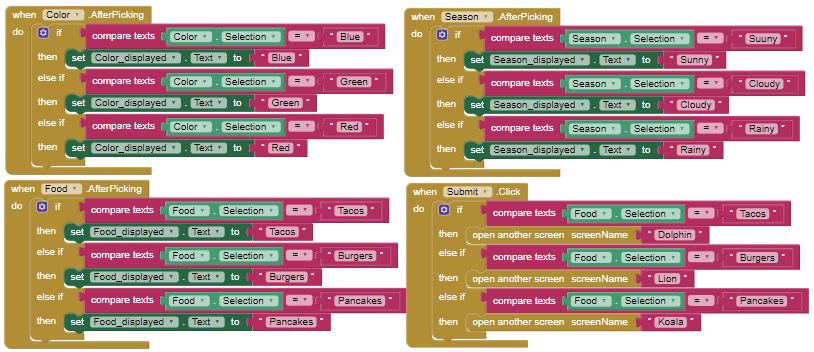 when Color .AfterPicking
do if compare texts Color . Selection = " Blue "
then set Color_displayed . Text to " Blue "
else if compare texts Color . Selection = " Green "
then set Color_displayed . Text to " Green "
else if compare texts Color . Selection = " Red "
then set Color_displayed . Text to " Red "
when Season .AfterPicking
do if compare texts Season . Selection = " Suuny "
then set Season_displayed . Text to " Sunny "
else if compare texts Season . Selection = " Cloudy "
then set Season_displayed . Text to " Cloudy "
else if compare texts Season . Selection = " Rainy "
then set Season_displayed . Text to " Rainy "
when Food .AfterPicking
do if compare texts Food . Selection = " Tacos "
then set Food_displayed . Text to " Tacos "
else if compare texts Food . Selection = " Burgers "
then set Food_displayed . Text to " Burgers "
else if compare texts Food . Selection = " Pancakes "
then set Food_displayed . Text to " Pancakes "
when Submit .Click
do if compare texts Food . Selection = " Tacos "
then open another screen screenName " Dolphin "
else if compare texts Food . Selection = " Burgers "
then open another screen screenName " Lion "
else if compare texts Food . Selection = " Pancakes "
then open another screen screenName " Koala "